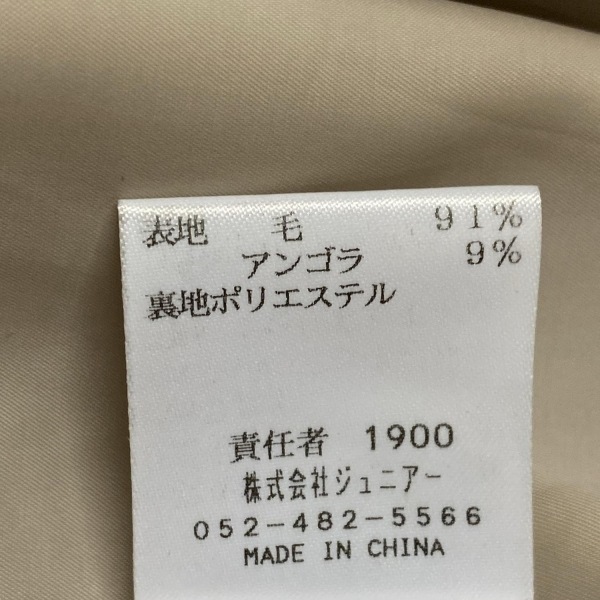 表地 毛 91%
アンゴラ 9%
裏地ポリエステル
責任者 1900
株式会社ジュニアー
052-482-5566
MADE IN CHINA